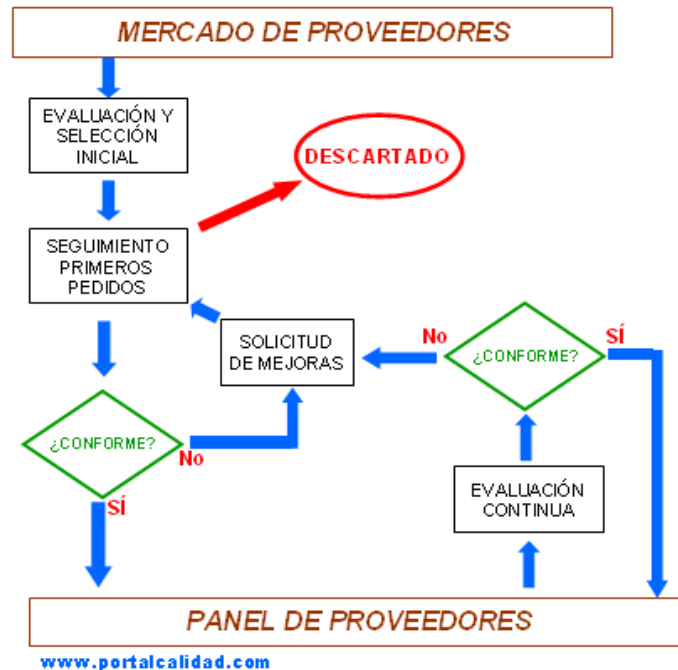 MERCADO DE PROVEEDORES
EVALUACIÓN Y
SELECCIÓN
INICIAL
DESCARTADO
SEGUIMIENTO
PRIMEROS
PEDIDOS
SOLICITUD
DE MEJORAS
No
¿CONFORME?
SÍ
¿CONFORME?
No
SÍ
EVALUACIÓN
CONTINUA
PANEL DE PROVEEDORES
www.portalcalidad.com